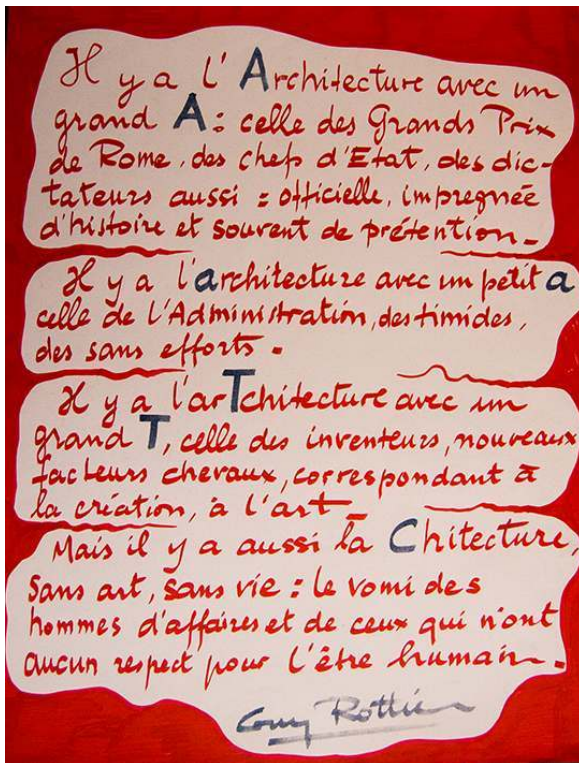 Il y a l'Architecture avec un
grand A : celle des Grands Prix
de Rome, des chefs d'Etat, des dic-
tateurs aussi : officielle, impregnée
d'histoire et souvent de prétention -
Il y a l'architecture avec un petit a
celle de l'Administration, des timides,
des sans efforts .
Il y a l'arTchitecture avec un
grand T, celle des inventeurs, nouveaux
facteurs chevaux, correspondant à
la création, à l'art -
Mais il y a aussi la Chitecture,
sans art, sans vie : le vomi des
hommes d'affaires et de ceux qui n'ont
aucun respect pour l'être humain .
Guy Rottier